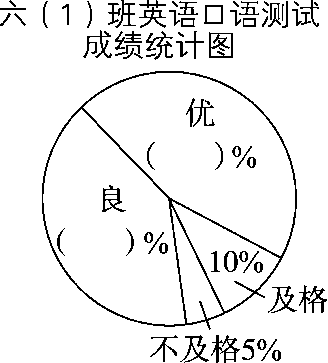 六（1）班英语口语测试
成绩统计图
优
（　　）%
良
（　　）%
10%
及格
不及格5%